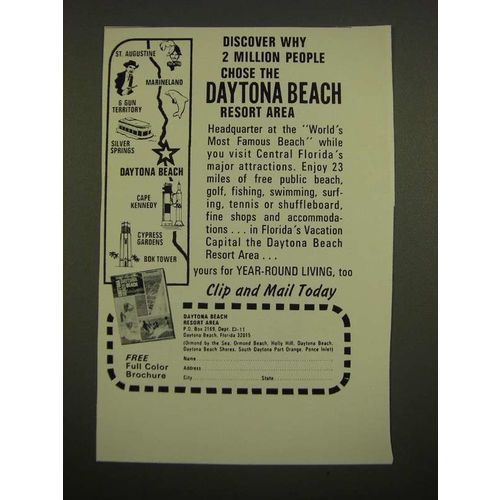 ST. AUGUSTINE
MARINELAND
6 GUN
TERRITORY
SILVER
SPRINGS
DAYTONA BEACH
CAPE
KENNEDY
CYPRESS
GARDENS
BOK TOWER
DISCOVER WHY
2 MILLION PEOPLE
CHOSE THE
DAYTONA BEACH
RESORT AREA
Headquarter at the "World's
Most Famous Beach" while
you visit Central Florida's
major attractions. Enjoy 23
miles of free public beach,
golf, fishing, swimming, surf-
ing, tennis or shuffleboard,
fine shops and accommoda-
tions . . . in Florida's Vacation
Capital the Daytona Beach
Resort Area . . .
yours for YEAR-ROUND LIVING, too
Clip and Mail Today
FREE
Full Color
Brochure
DAYTONA BEACH
RESORT AREA
P.O. Box 2169, Dept.
Daytona Beach, Florida 32015
(Ormond by the Sea, Ormond Beach, Holly Hill, Daytona Beach,
Daytona Beach Shores, South Daytona Port Orange, Ponce Inlet)
Name
Address
City State